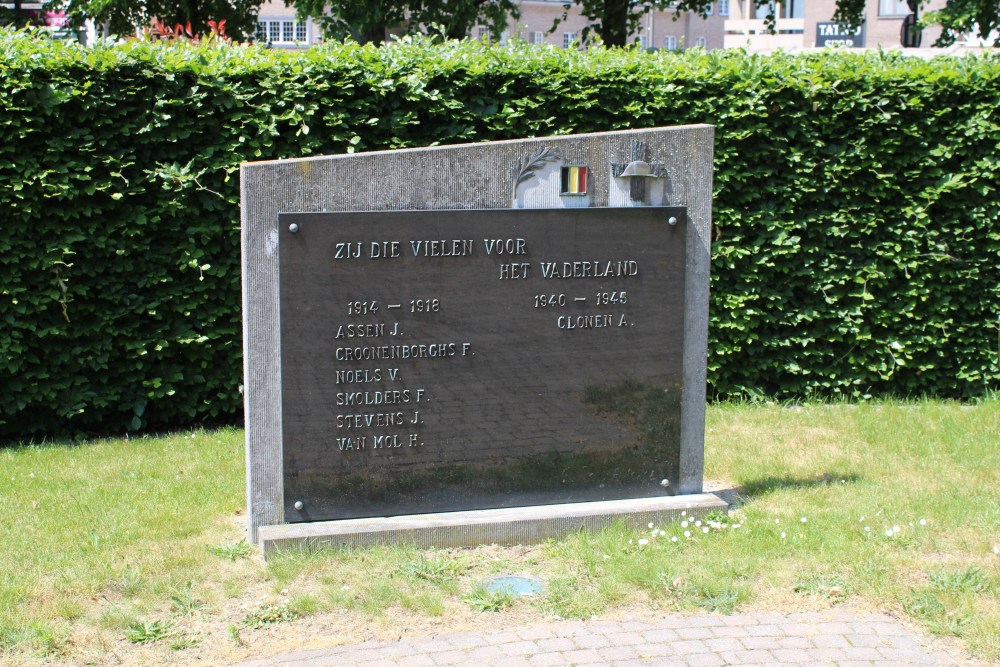 ZIJ DIE VIELEN VOOR
HET VADERLAND
1914 – 1918
ASSEN J.
CROONENBORGHS F.
NOELS V.
SMOLDERS F.
STEVENS J.
VAN MOL H.
1940 – 1945
CLONEN A.